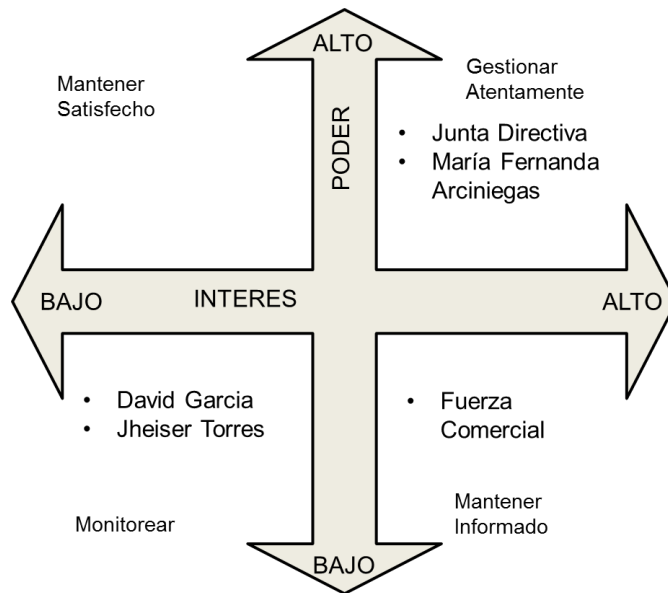 ALTO
Mantener
Satisfecho
Gestionar
Atentamente
PODER
• Junta Directiva
• María Fernanda
Arciniegas
BAJO
INTERES
ALTO
• David Garcia
• Jheiser Torres
• Fuerza
Comercial
Monitorear
Mantener
Informado
BAJO